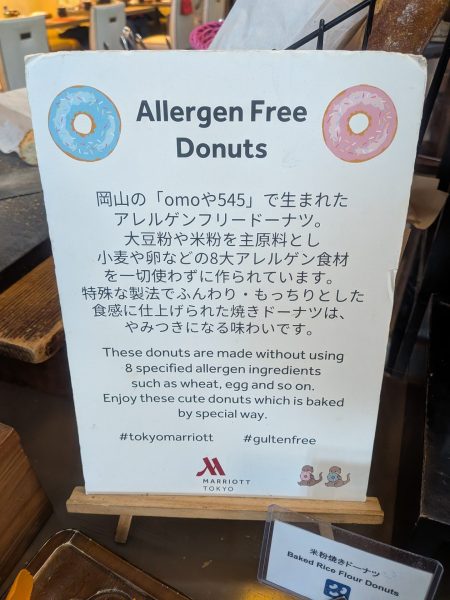 Allergen Free
Donuts
岡山の「omoや545」で生まれた
アレルゲンフリードーナツ。
大豆粉や米粉を主原料とし
小麦や卵などの8大アレルゲン食材
を一切使わずに作られています。
特殊な製法でふんわり・もっちりとした
食感に仕上げられた焼きドーナツは、
やみつきになる味わいです。
These donuts are made without using
8 specified allergen ingredients
such as wheat, egg and so on.
Enjoy these cute donuts which is baked
by special way.
#tokyomarriott #gultenfree
MARRIOTT
TOKYO
米粉焼きドーナツ
Baked Rice Flour Donuts